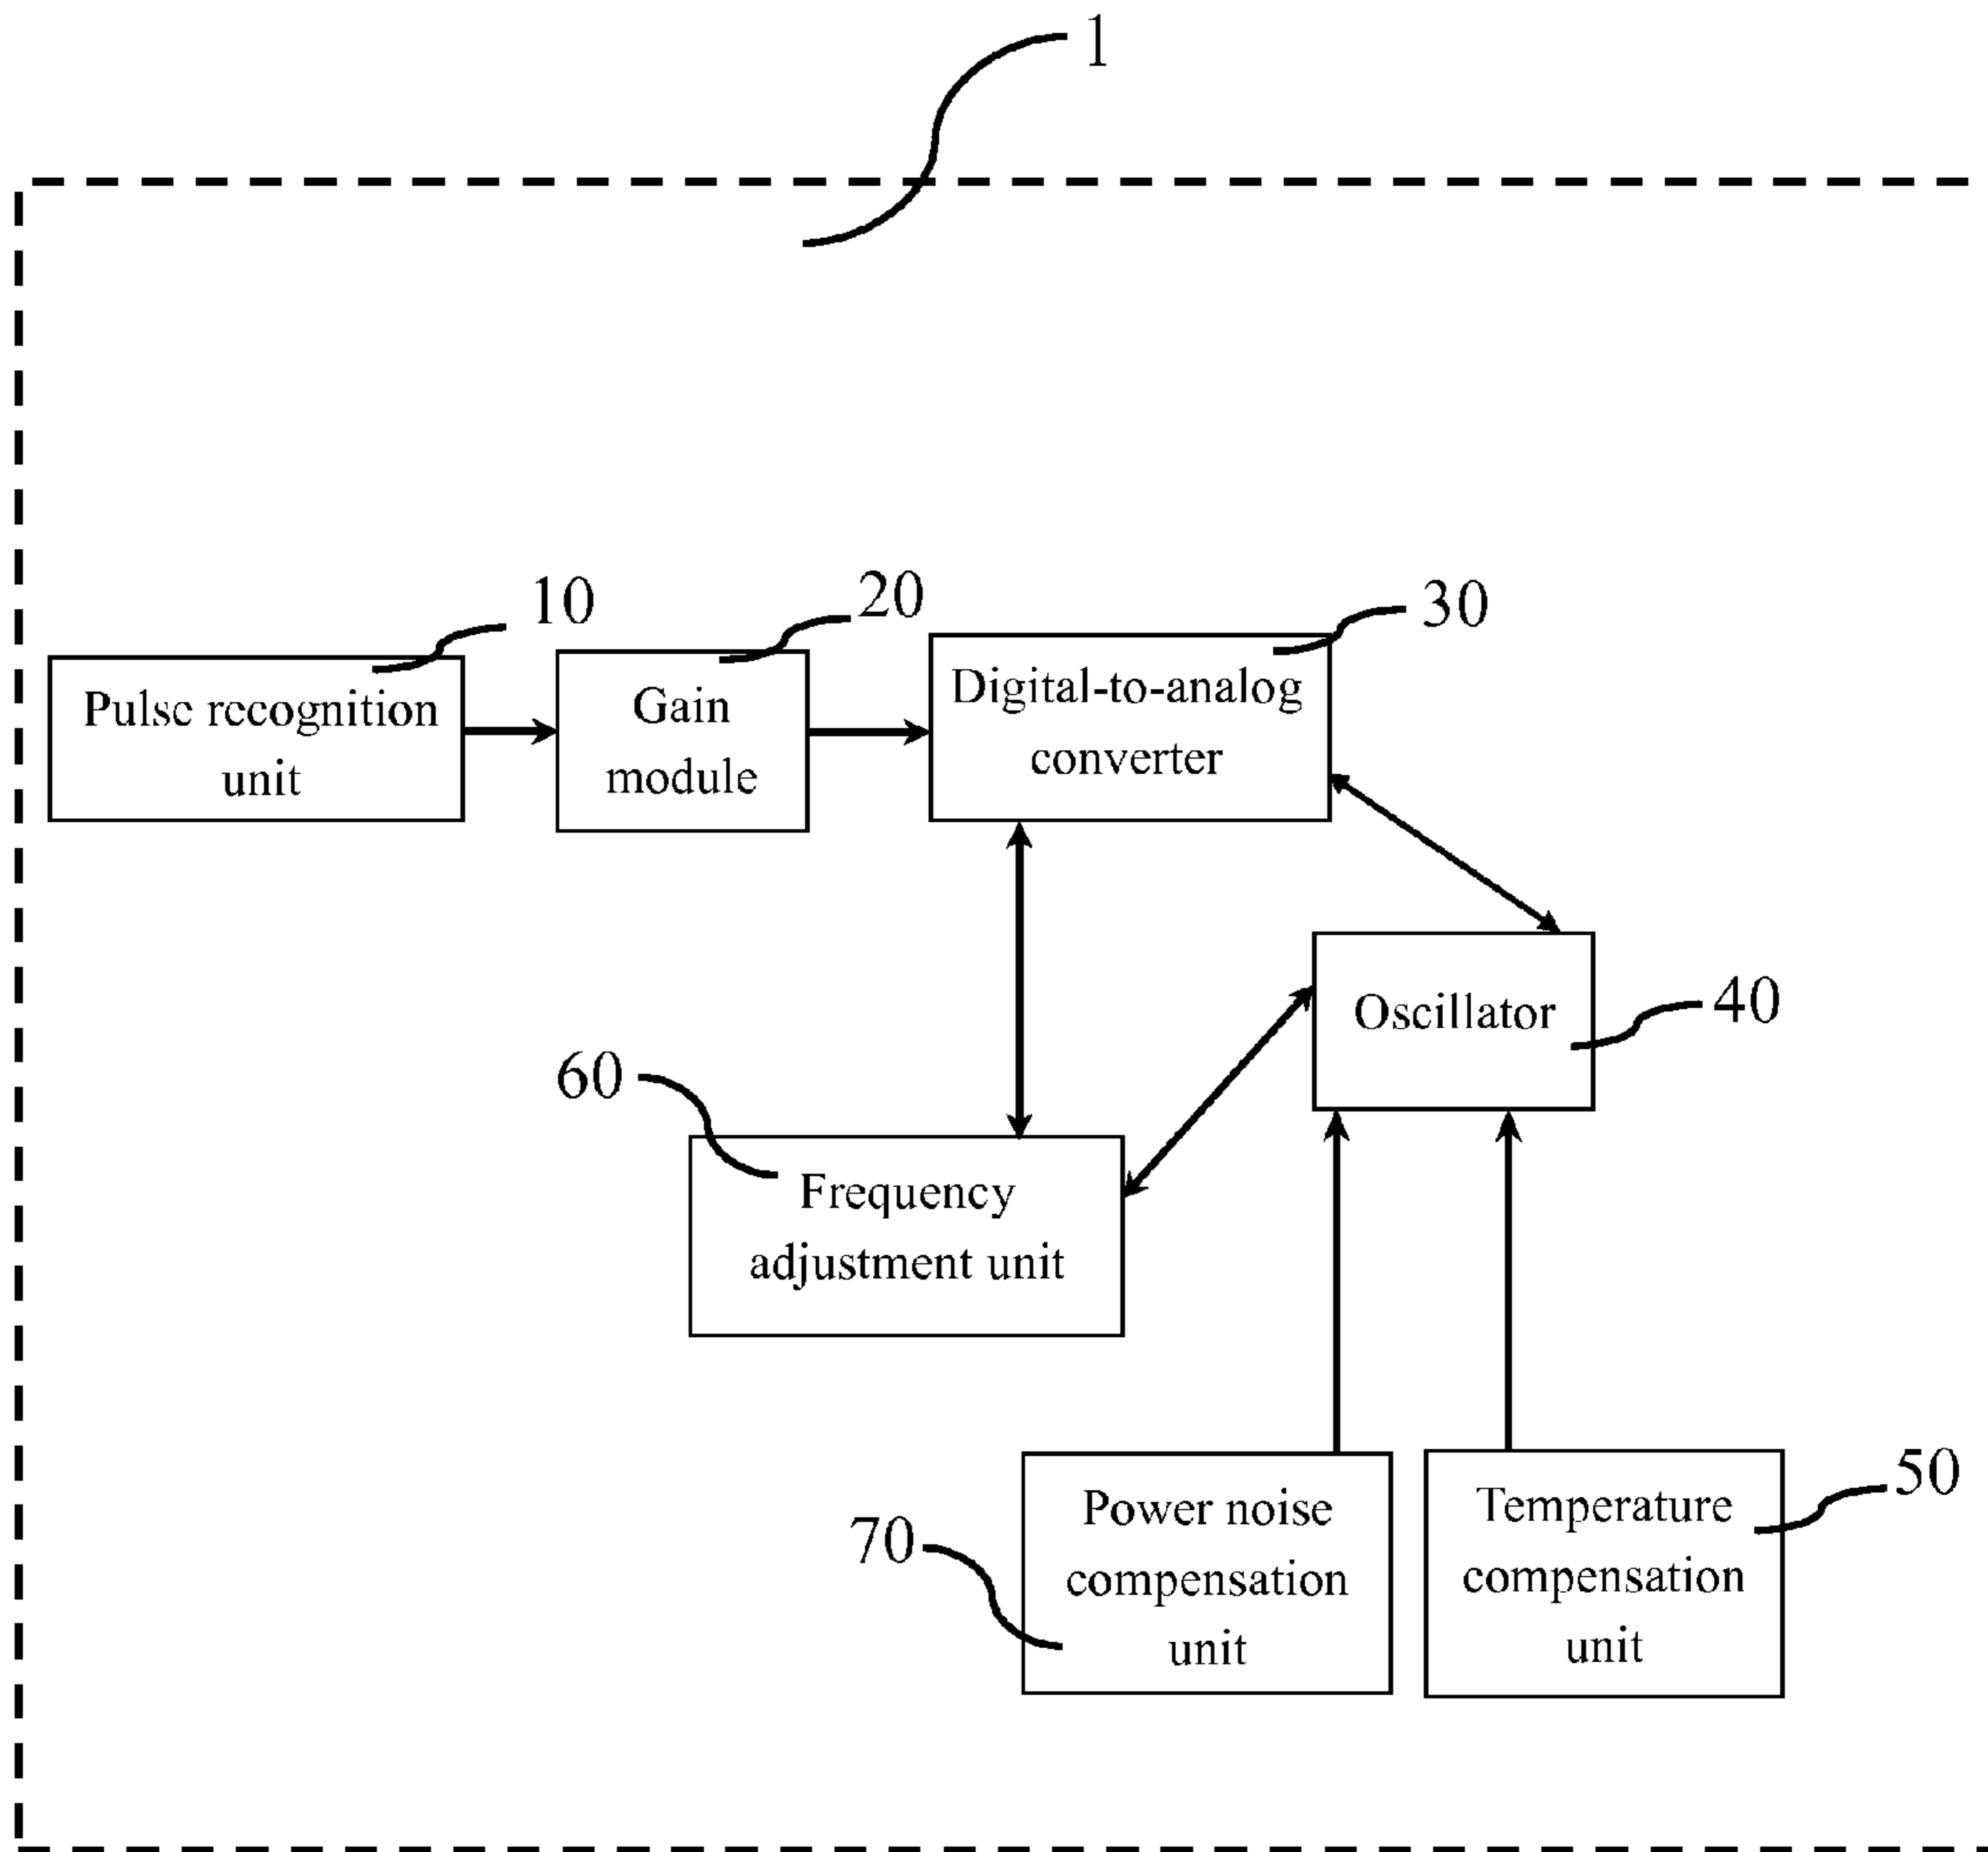 1
10
20
30
Pulse recognition
unit
Gain
module
Digital-to-analog
converter
Oscillator
40
60
Frequency
adjustment unit
70
Power noise
compensation
unit
50
Temperature
compensation
unit